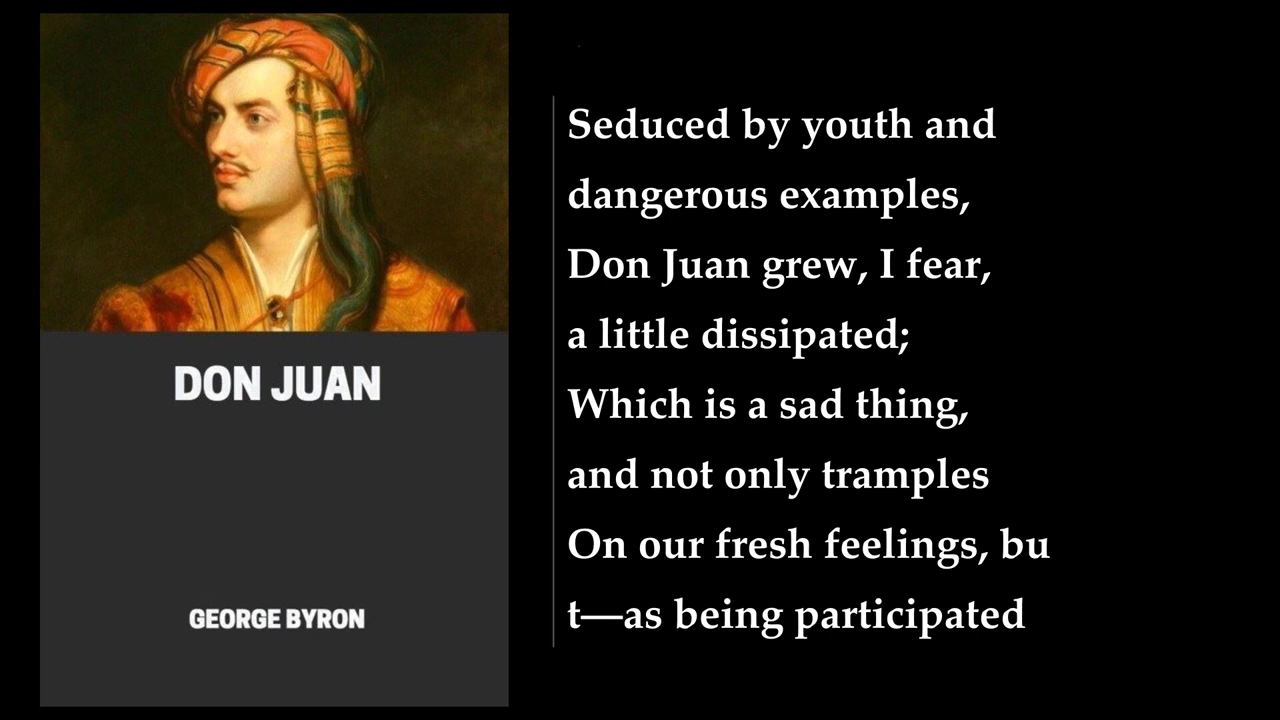 DON JUAN
GEORGE BYRON
Seduced by youth and
dangerous examples,
Don Juan grew, I fear,
a little dissipated;
Which is a sad thing,
and not only tramples
On our fresh feelings, bu
t—as being participated